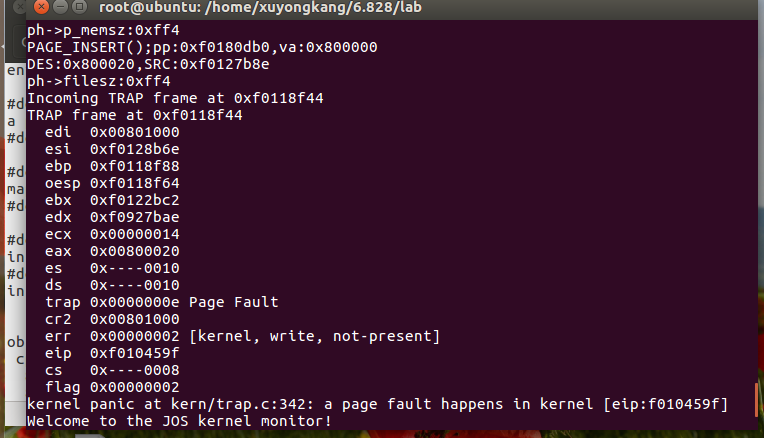 root@ubuntu: /home/xuyongkang/6.828/lab
ph->p_memsz:0xff4
PAGE_INSERT();pp:0xf0180db0,va:0x800000
DES:0x800020,SRC:0xf0127b8e
ph->filesz:0xff4
Incoming TRAP frame at 0xf0118f44
TRAP frame at 0xf0118f44
  edi  0x00801000
  esi  0xf0128b6e
  ebp  0xf0118f88
  oesp 0xf0118f64
  ebx  0xf0122bc2
  edx  0xf0927bae
  ecx  0x00000014
  eax  0x00800020
  es   0x----0010
  ds   0x----0010
  trap 0x0000000e Page Fault
  cr2  0x00801000
  err  0x00000002 [kernel, write, not-present]
  eip  0xf010459f
  cs   0x----0008
  flag 0x00000002
kernel panic at kern/trap.c:342: a page fault happens in kernel [eip:f010459f]
Welcome to the JOS kernel monitor!
en
#d
a
#d
#d
ma
#d
#d
in
#d
in
ob
c